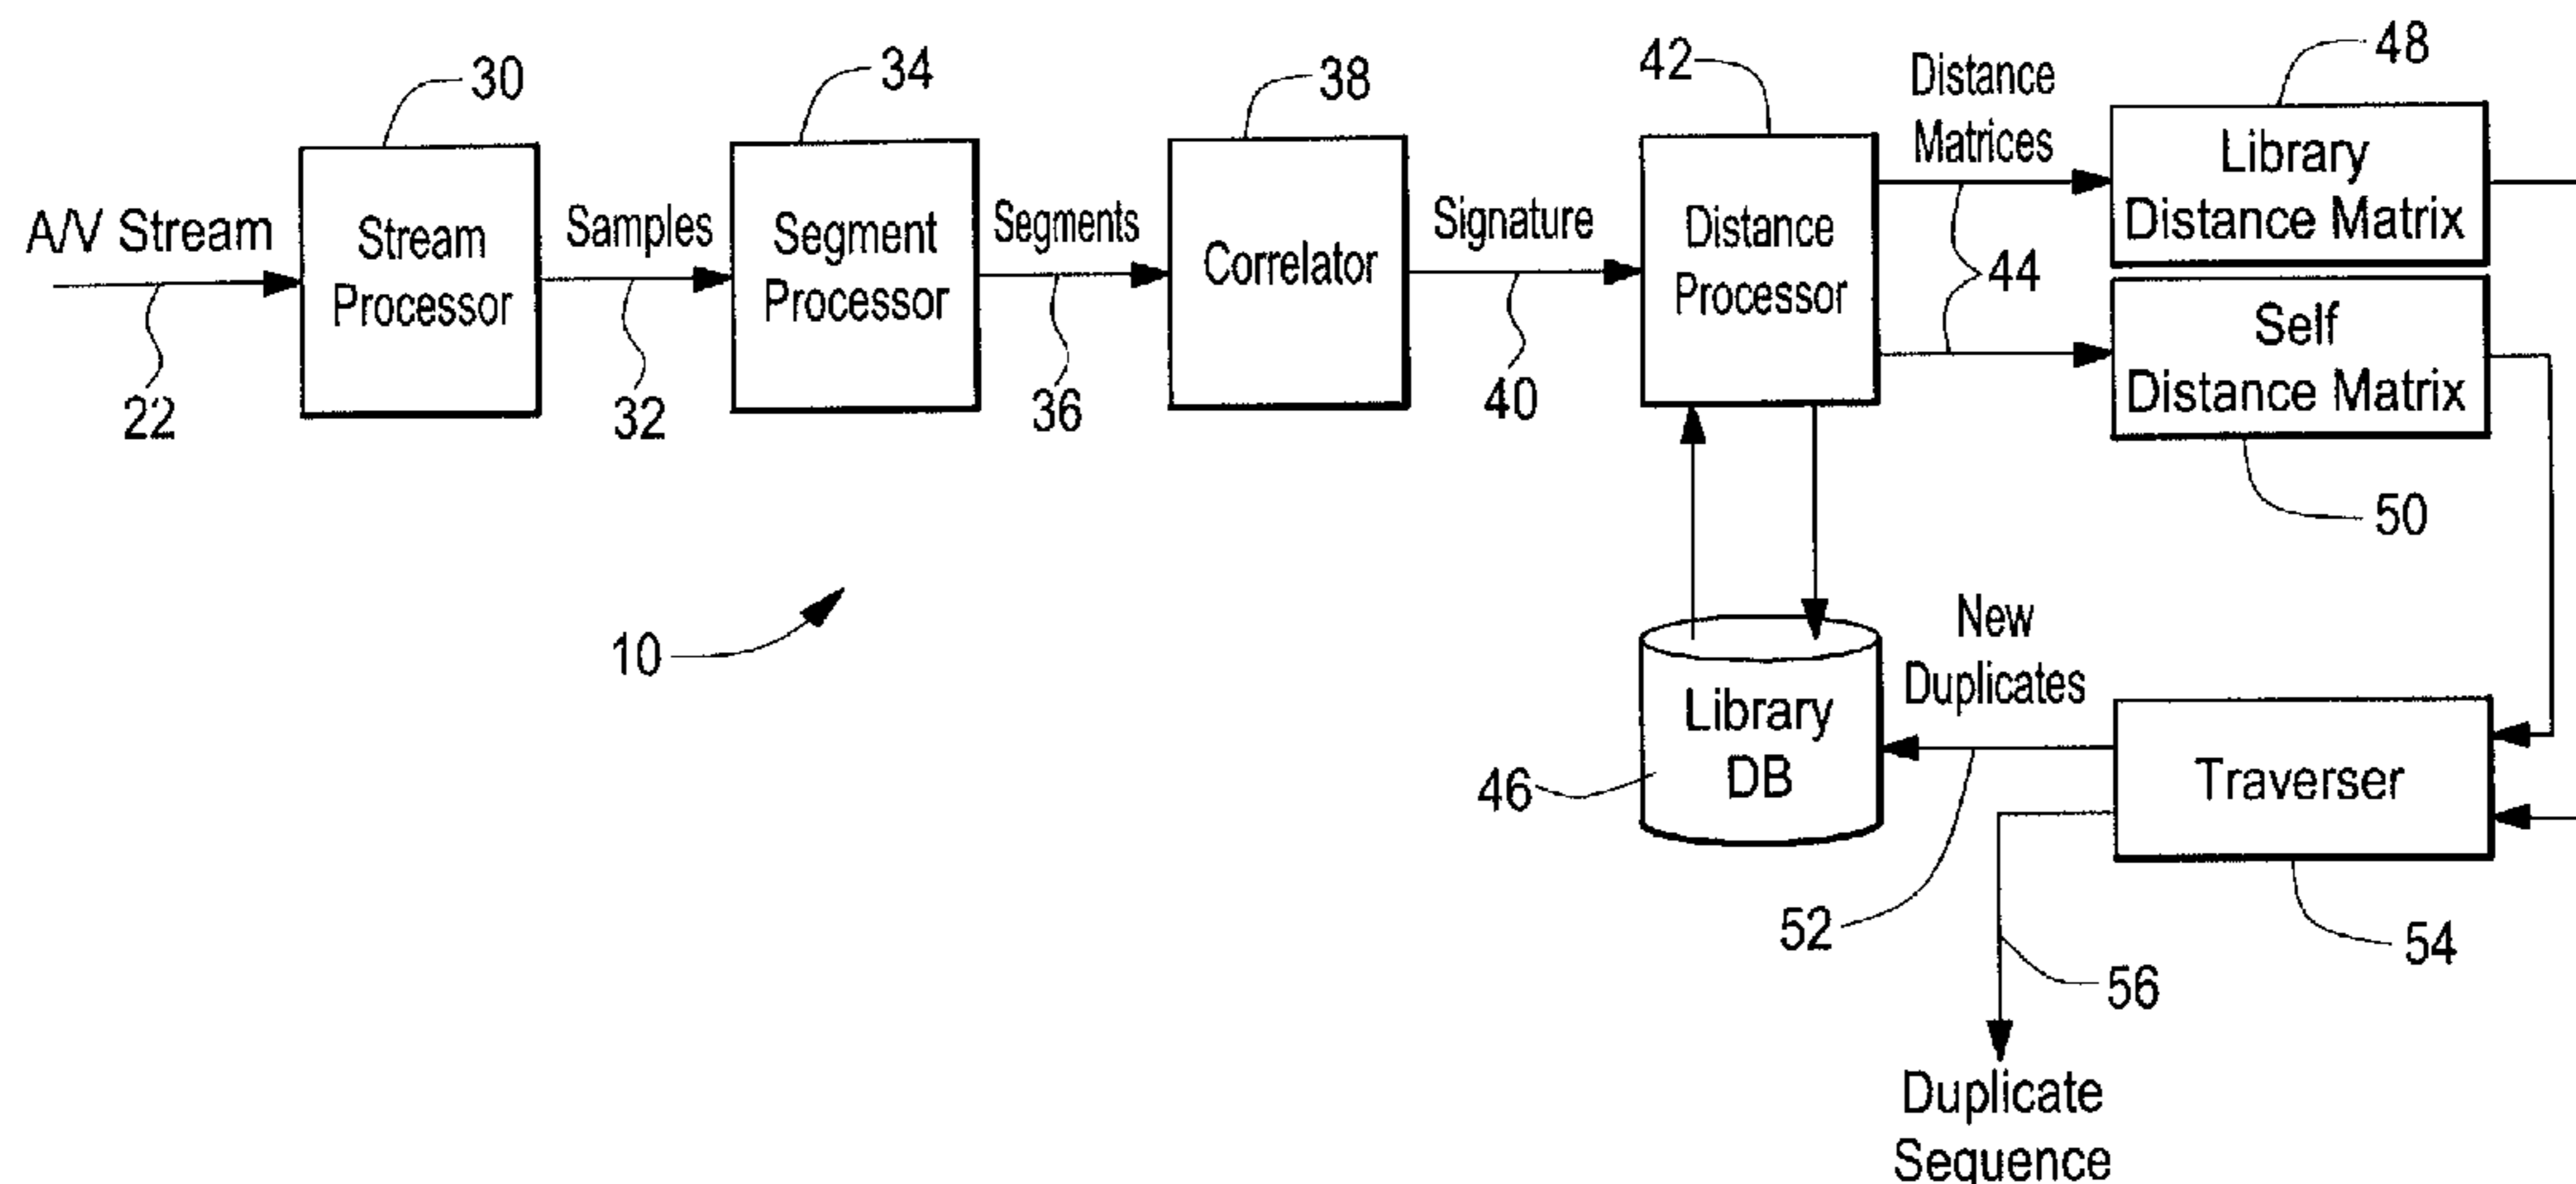 30
34
38
42
Distance
Matrices
48
A/V Stream
Stream
Processor
Samples
Segment
Processor
Segments
Correlator
Signature
Distance
Processor
Library
Distance Matrix
44
Self
Distance Matrix
22
32
36
40
50
10
New
Duplicates
Library
DB
46
Traverser
52
54
56
Duplicate
Sequence